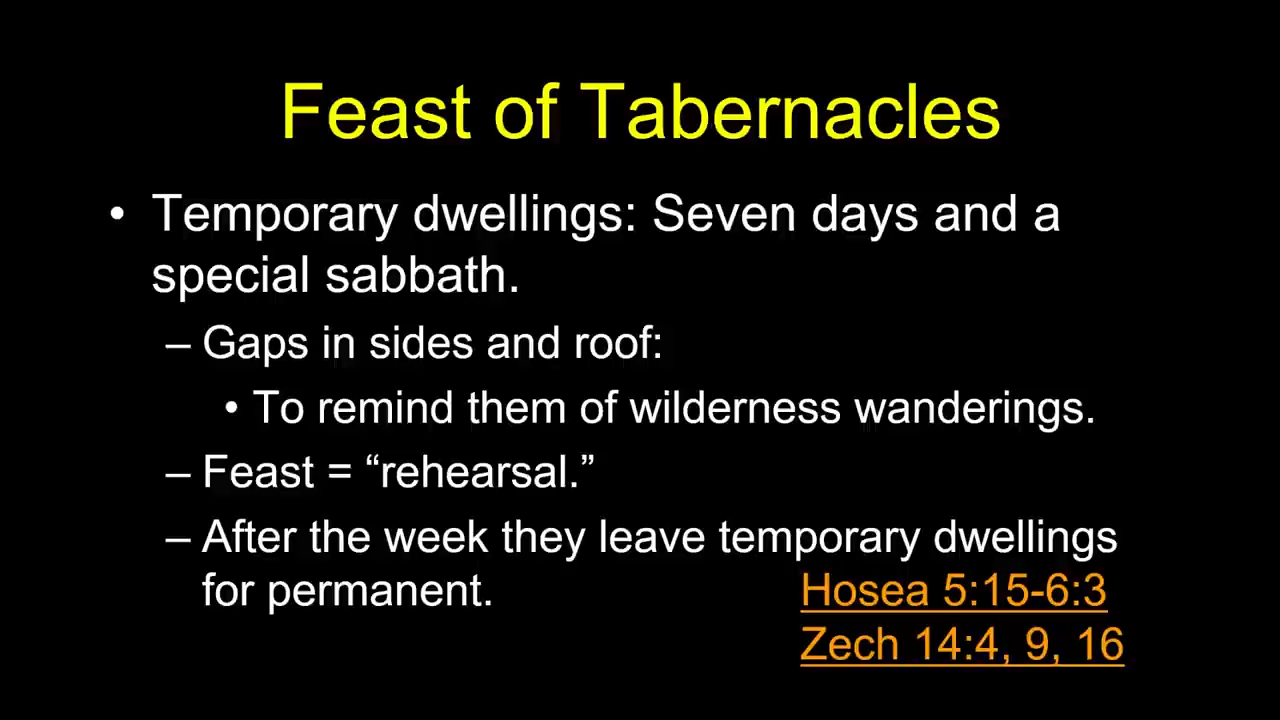 Feast of Tabernacles
• Temporary dwellings: Seven days and a
special sabbath.
– Gaps in sides and roof:
• To remind them of wilderness wanderings.
– Feast = “rehearsal.”
– After the week they leave temporary dwellings
for permanent. Hosea 5:15-6:3
Zech 14:4, 9, 16